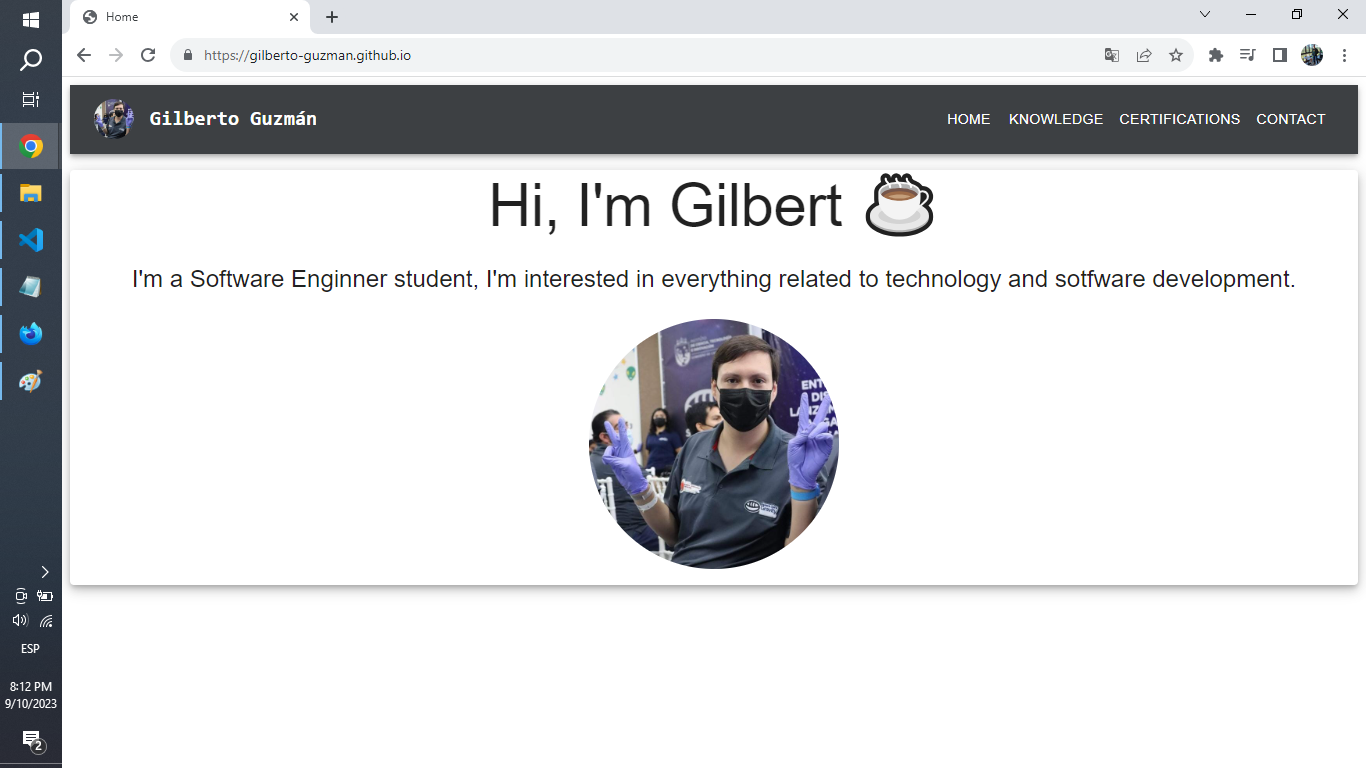 Home
https://gilberto-guzman.github.io
Gilberto Guzmán
HOME KNOWLEDGE CERTIFICATIONS CONTACT
Hi, I'm Gilbert
I'm a Software Enginner student, I'm interested in everything related to technology and sotfware development.
ESP
8:12 PM
9/10/2023
2